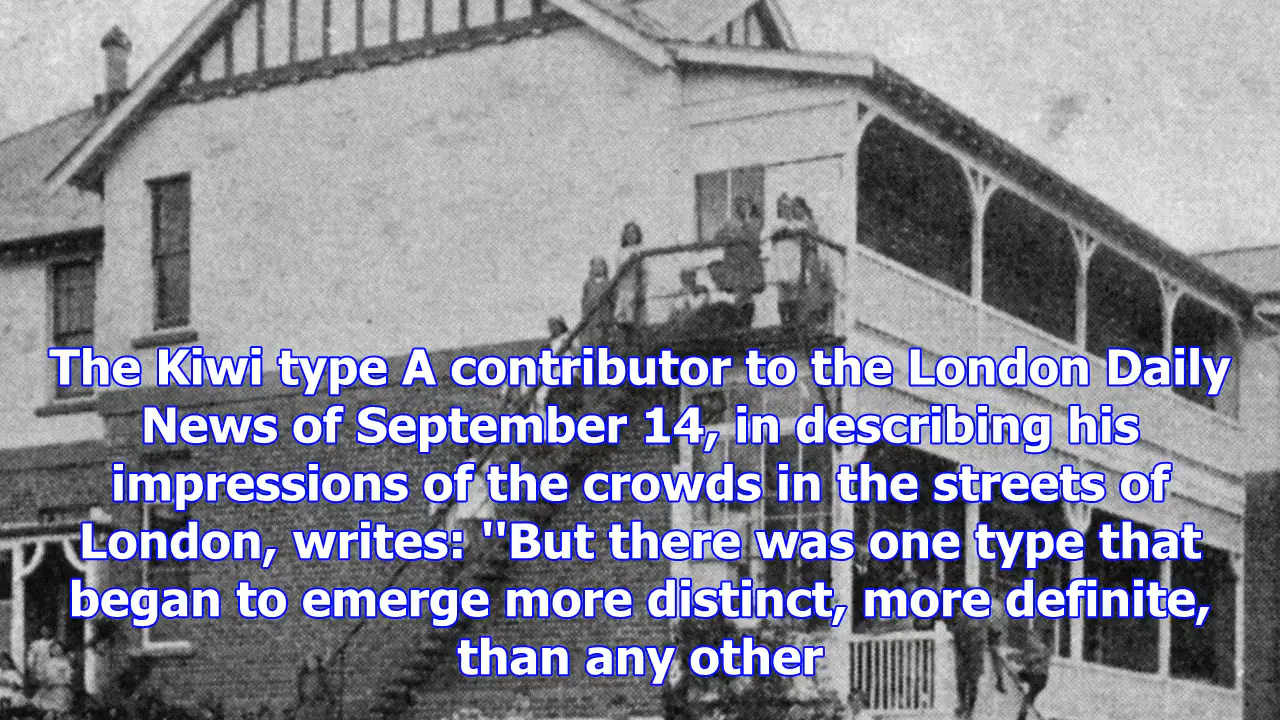 The Kiwi type A contributor to the London Daily
News of September 14, in describing his
impressions of the crowds in the streets of
London, writes: "But there was one type that
began to emerge more distinct, more definite,
than any other